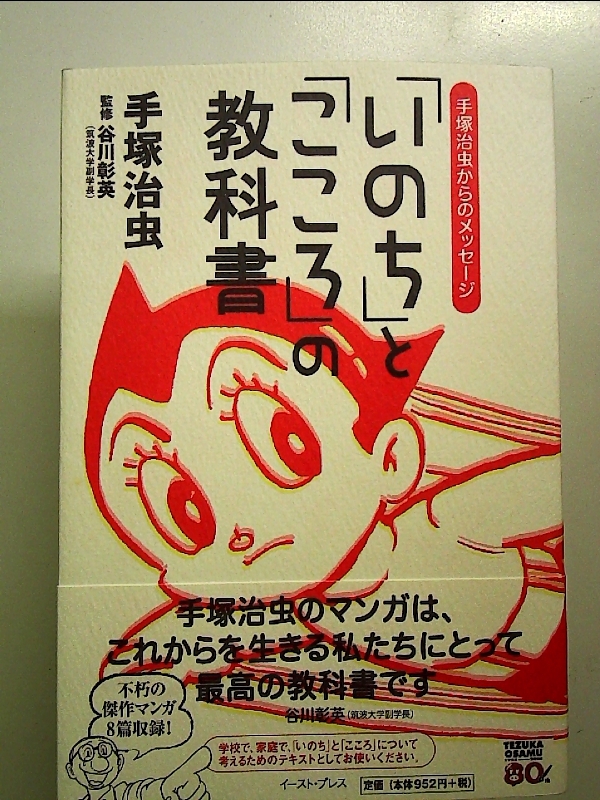 手塚治虫からのメッセージ
「いのち」と
「こころ」の
教科書
手塚治虫
監修 谷川彰英
(筑波大学副学長)
手塚治虫のマンガは、
これからを生きる私たちにとって
最高の教科書です
谷川彰英(筑波大学副学長)
不朽の
傑作マンガ
8篇収録!
学校で、家庭で、「いのち」と「こころ」について
考えるためのテキストとしてお使いください。
イースト・プレス
定価(本体952円+税)
TEZUKA
OSAMU
80